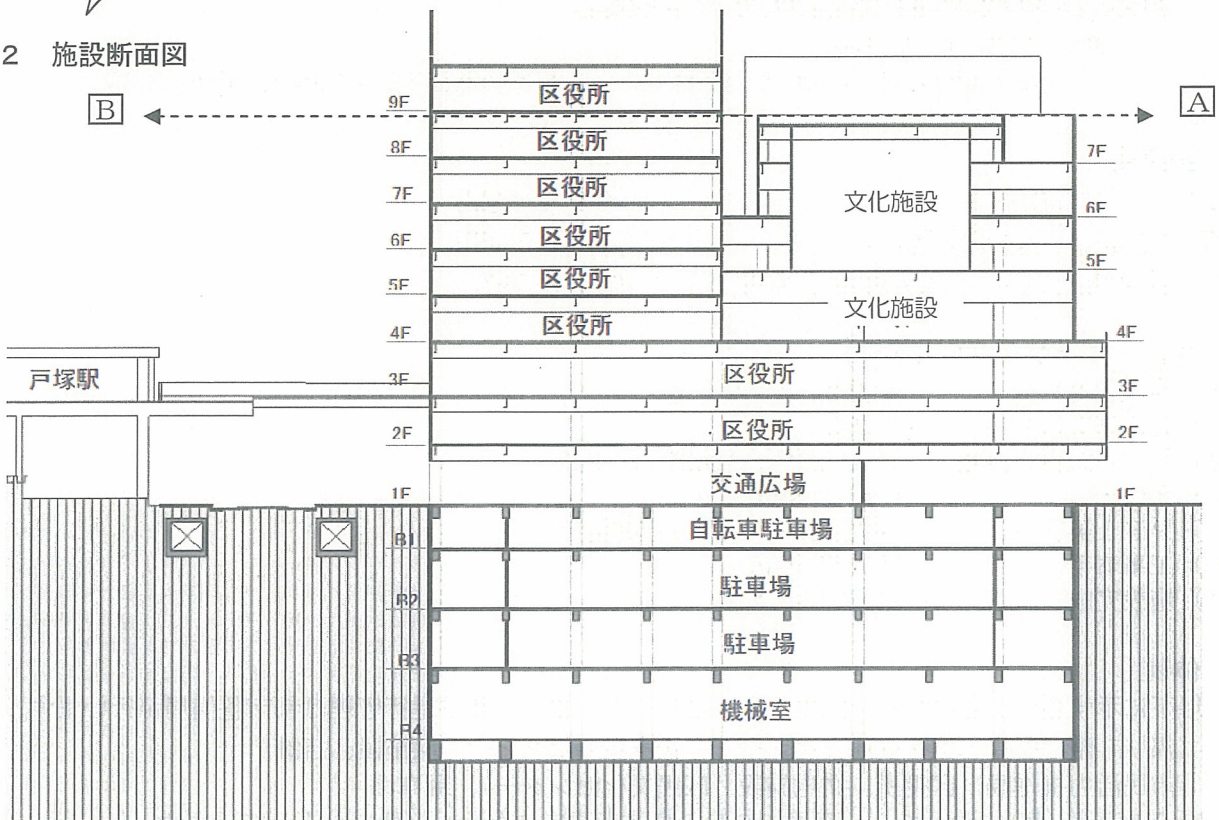 2 施設断面図
B
A
9F
区役所
8F
区役所
7F
区役所
6F
区役所
5F
区役所
4F
区役所
7F
文化施設
6F
5F
文化施設
4F
戸塚駅
3F
区役所
3F
2F
区役所
2F
交通広場
1F
1F
B1
自転車駐車場
B2
駐車場
B3
駐車場
B4
機械室